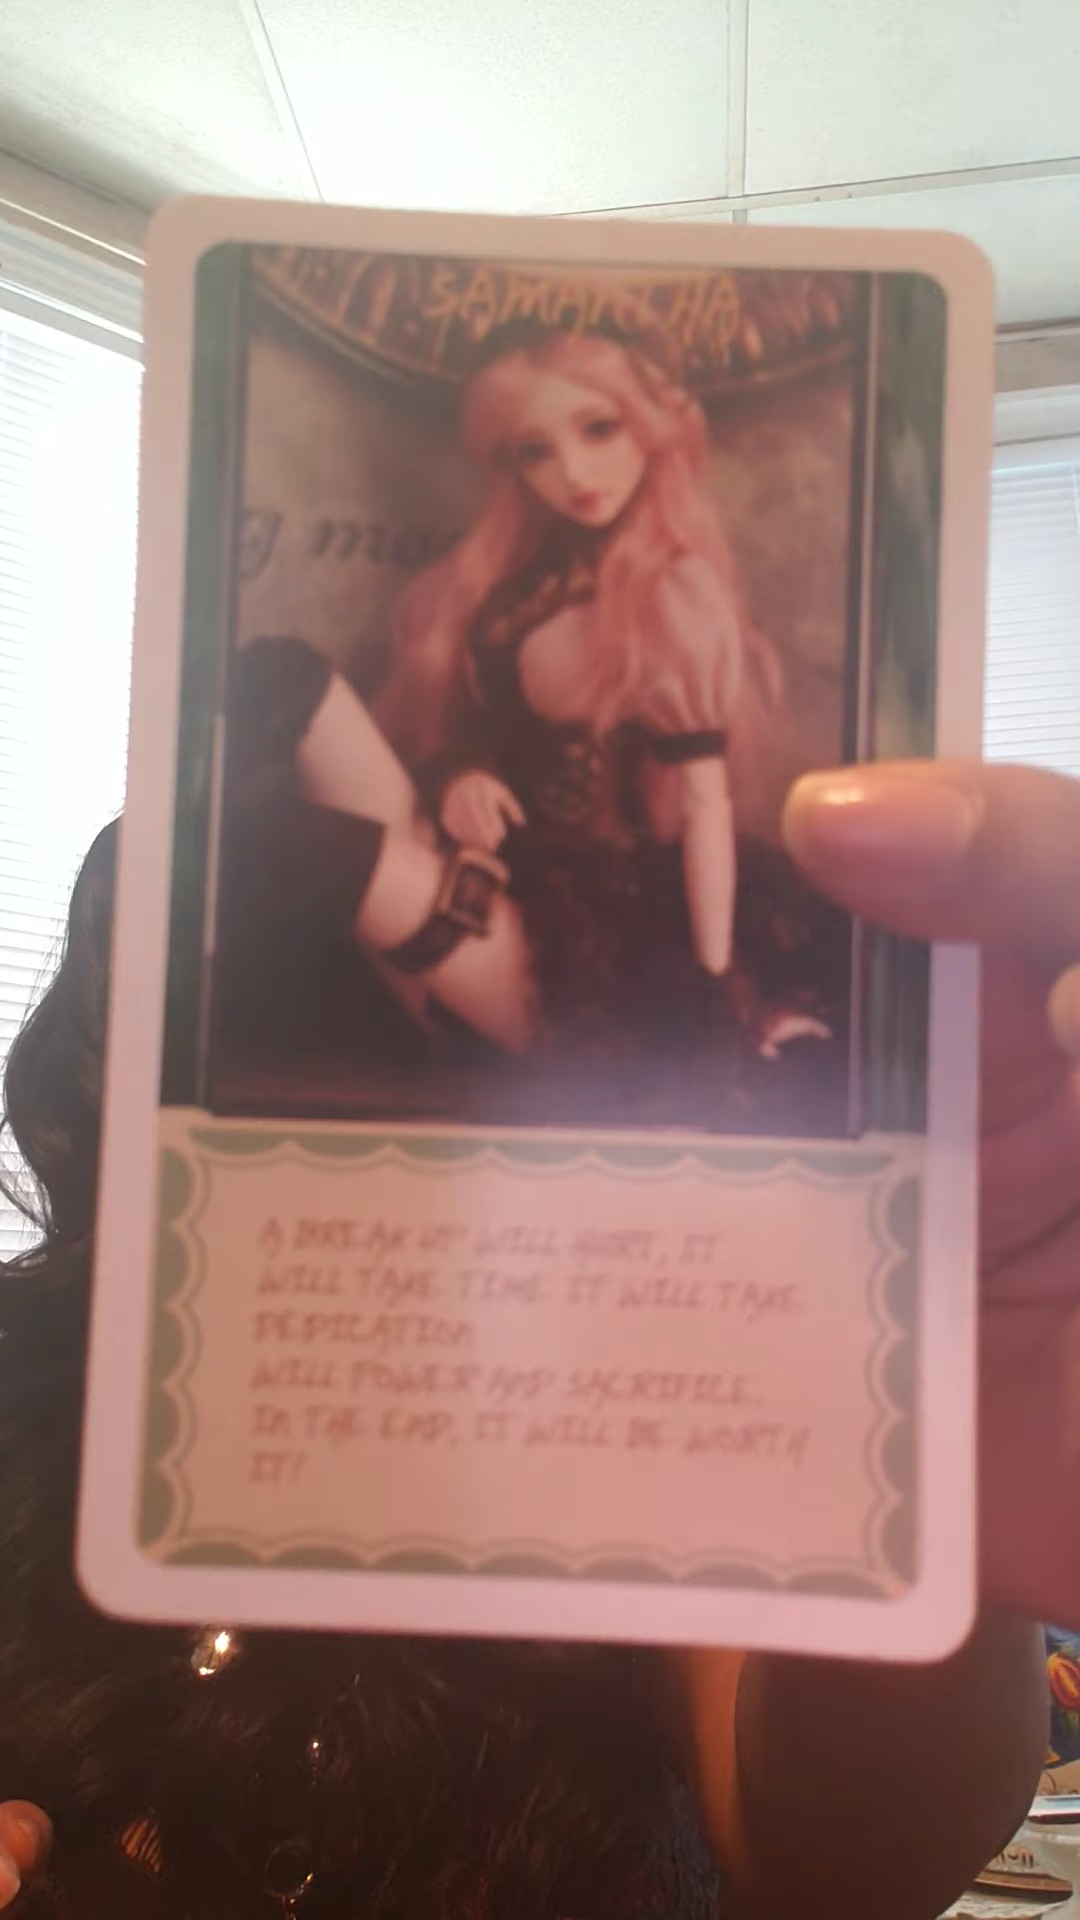 SAMANTHA
A BREAK UP WILL HURT, IT
WILL TAKE TIME IT WILL TAKE
DEDICATION
WILL POWER AND SACRIFICE.
IN THE END, IT WILL BE WORTH
IT!